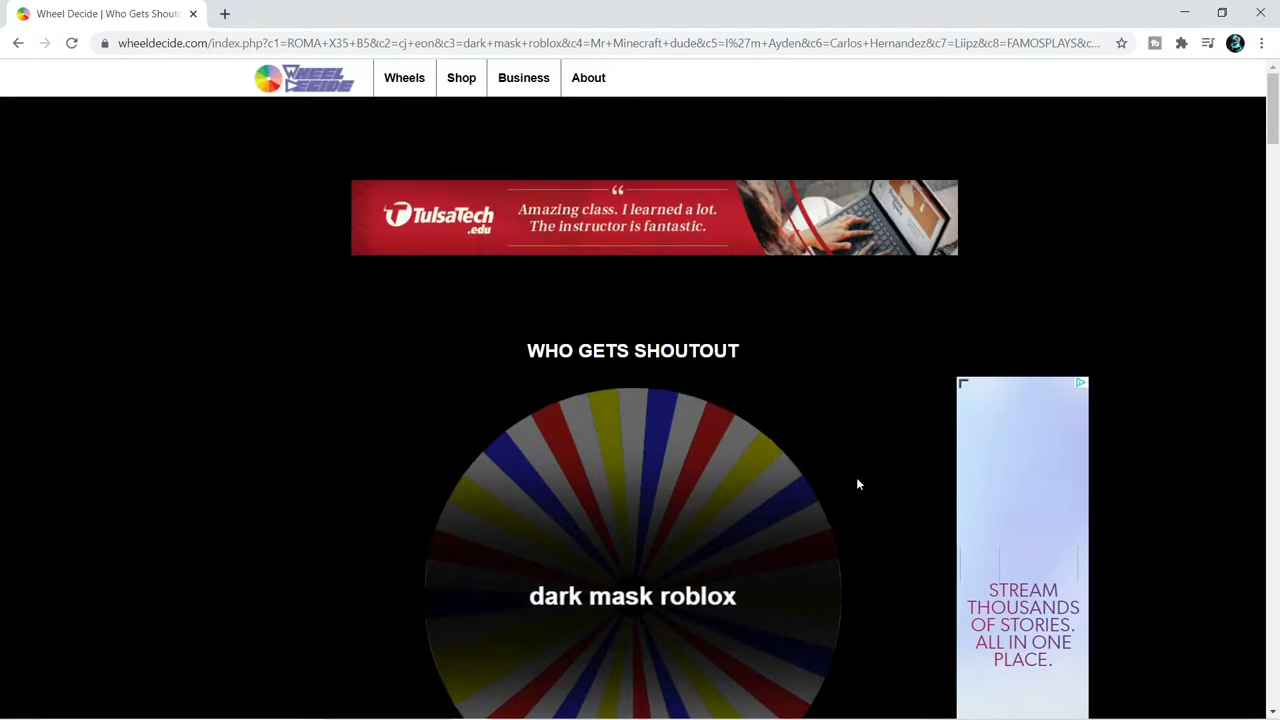 Wheel Decide | Who Gets Shout
wheeldecide.com/index.php?c1=ROMA+X35+B5&c2=cj+eon&c3=dark+mask+roblox&c4=Mr+Minecraft+dude&c5=I%27m+Ayden&c6=Carlos+Hernandez&c7=Liipz&c8=FAMOSPLAYS&c...
WHEEL DECIDE
Wheels
Shop
Business
About
TulsaTech.edu
“
Amazing class. I learned a lot.
The instructor is fantastic.
WHO GETS SHOUTOUT
dark mask roblox
STREAM
THOUSANDS
OF STORIES.
ALL IN ONE
PLACE.